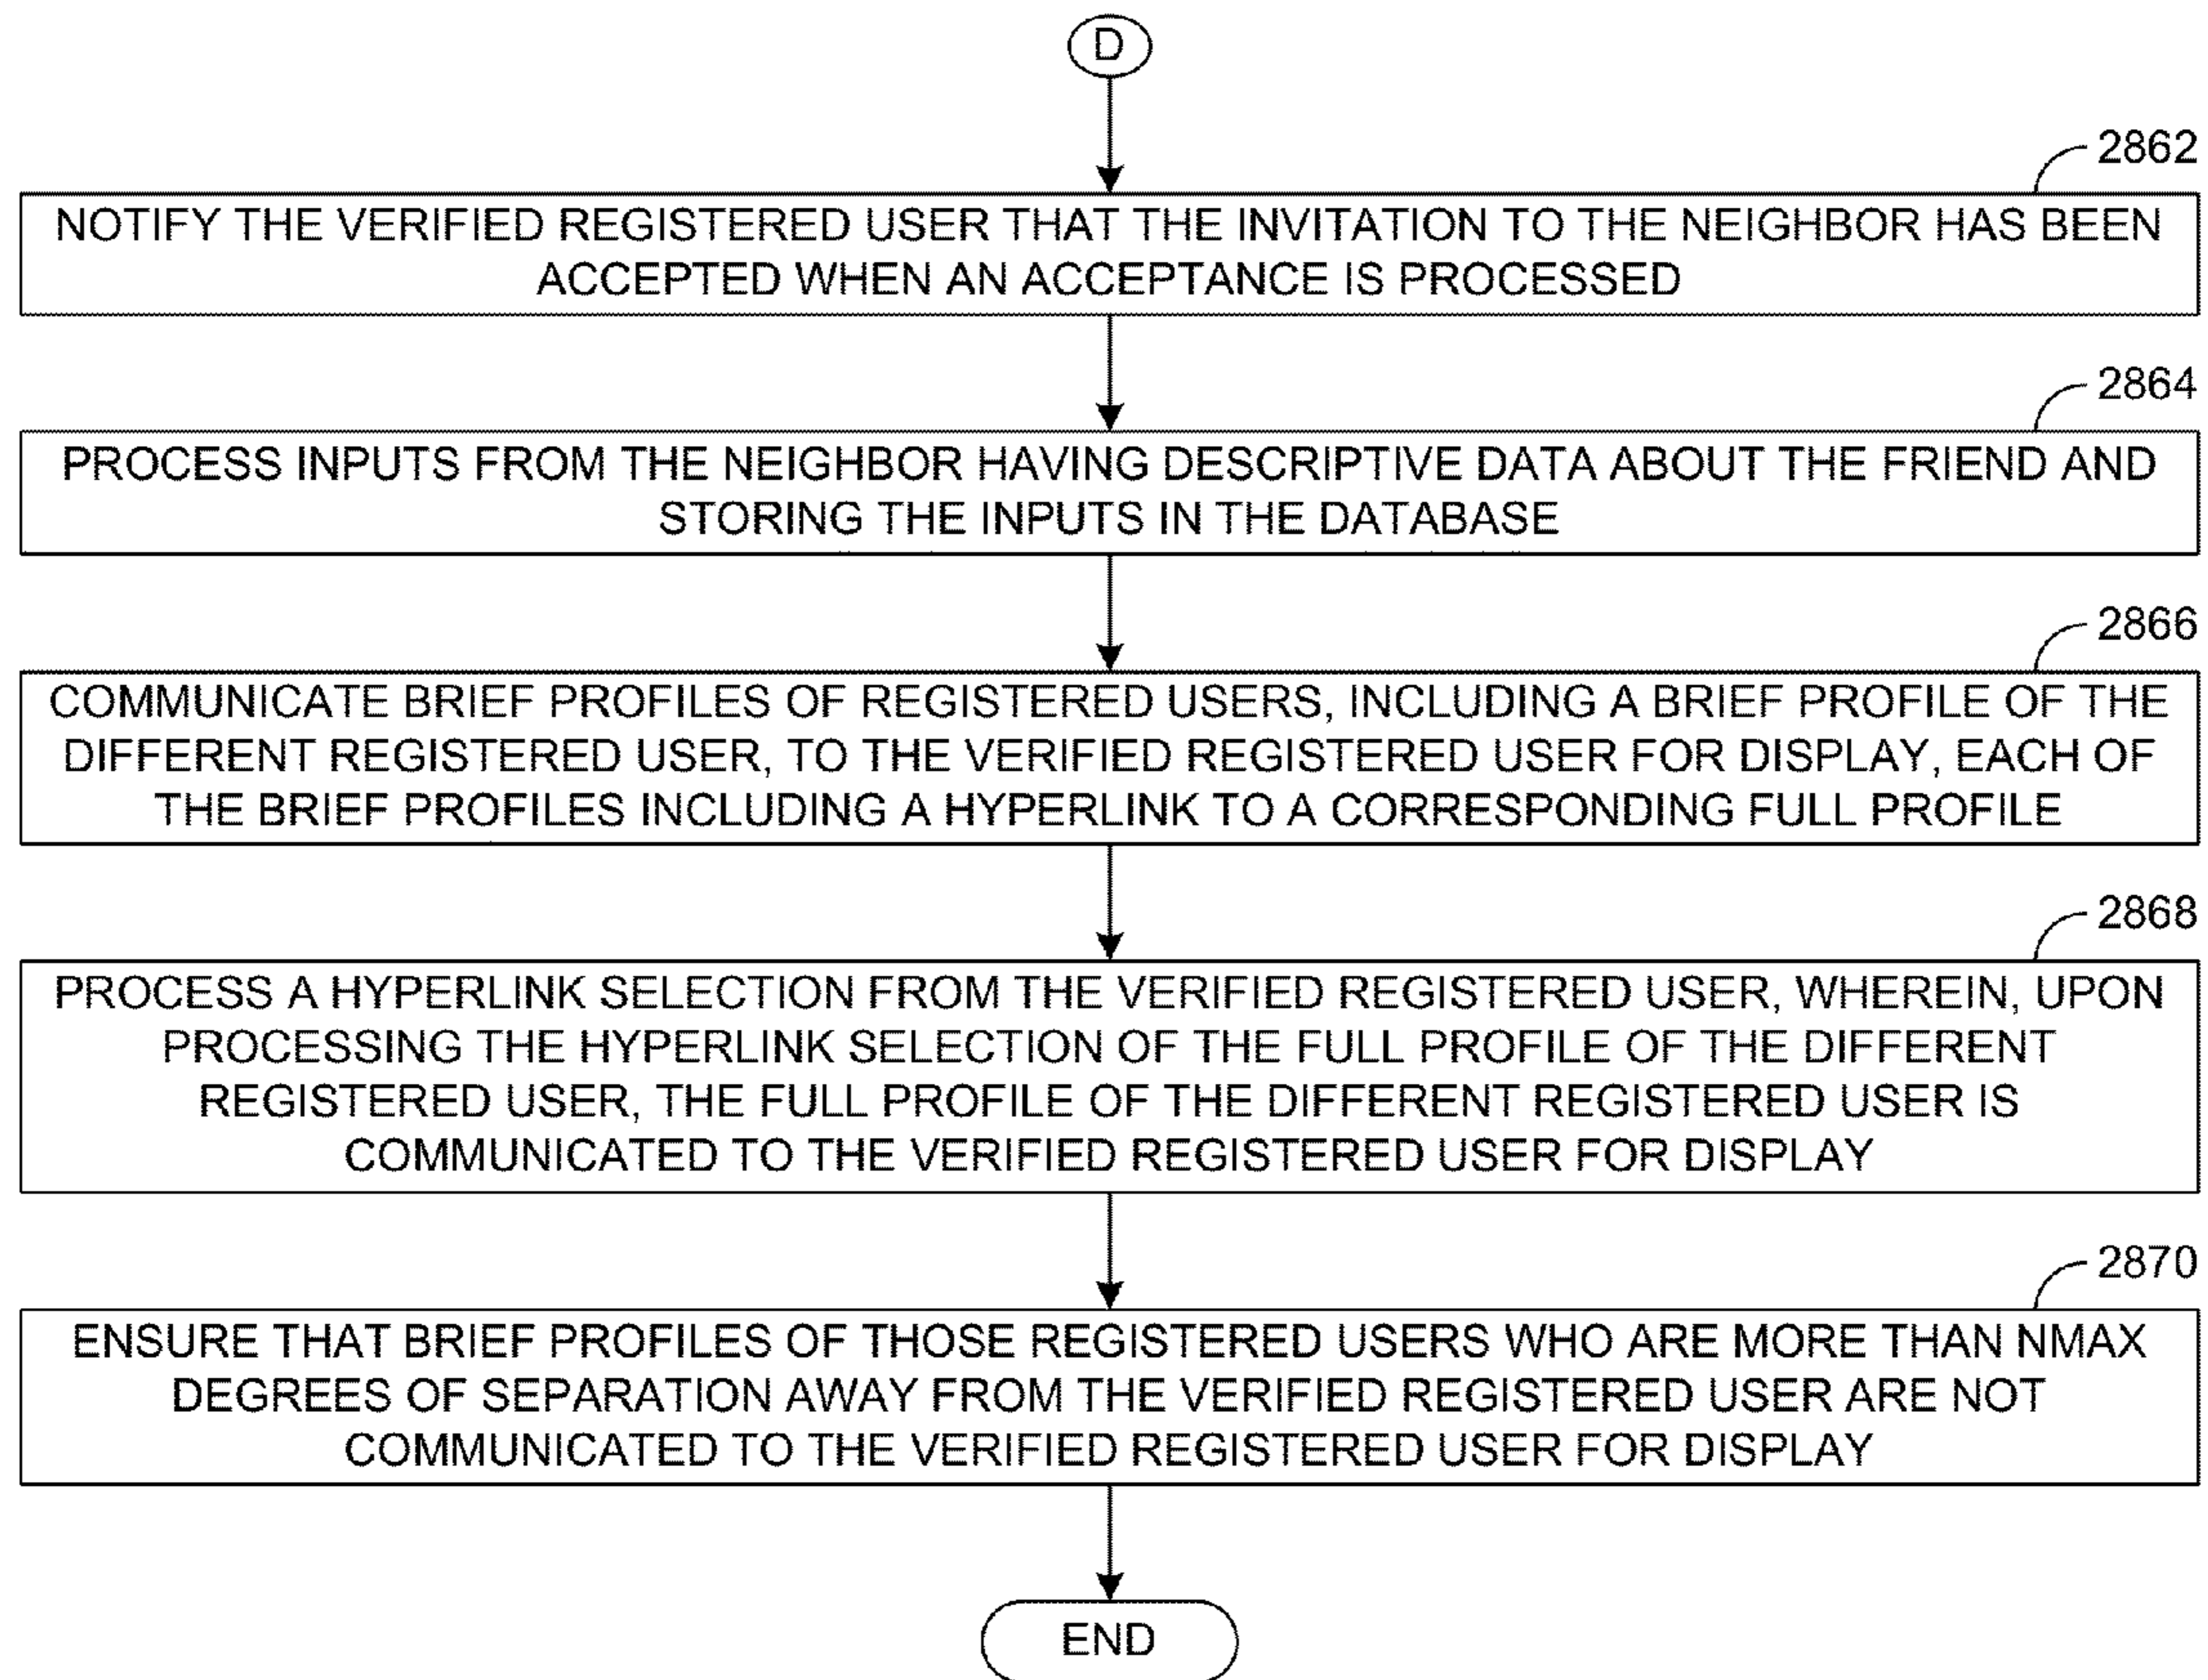 D
2862
NOTIFY THE VERIFIED REGISTERED USER THAT THE INVITATION TO THE NEIGHBOR HAS BEEN
ACCEPTED WHEN AN ACCEPTANCE IS PROCESSED
2864
PROCESS INPUTS FROM THE NEIGHBOR HAVING DESCRIPTIVE DATA ABOUT THE FRIEND AND
STORING THE INPUTS IN THE DATABASE
2866
COMMUNICATE BRIEF PROFILES OF REGISTERED USERS, INCLUDING A BRIEF PROFILE OF THE
DIFFERENT REGISTERED USER, TO THE VERIFIED REGISTERED USER FOR DISPLAY, EACH OF
THE BRIEF PROFILES INCLUDING A HYPERLINK TO A CORRESPONDING FULL PROFILE
2868
PROCESS A HYPERLINK SELECTION FROM THE VERIFIED REGISTERED USER, WHEREIN, UPON
PROCESSING THE HYPERLINK SELECTION OF THE FULL PROFILE OF THE DIFFERENT
REGISTERED USER, THE FULL PROFILE OF THE DIFFERENT REGISTERED USER IS
COMMUNICATED TO THE VERIFIED REGISTERED USER FOR DISPLAY
2870
ENSURE THAT BRIEF PROFILES OF THOSE REGISTERED USERS WHO ARE MORE THAN NMAX
DEGREES OF SEPARATION AWAY FROM THE VERIFIED REGISTERED USER ARE NOT
COMMUNICATED TO THE VERIFIED REGISTERED USER FOR DISPLAY
END